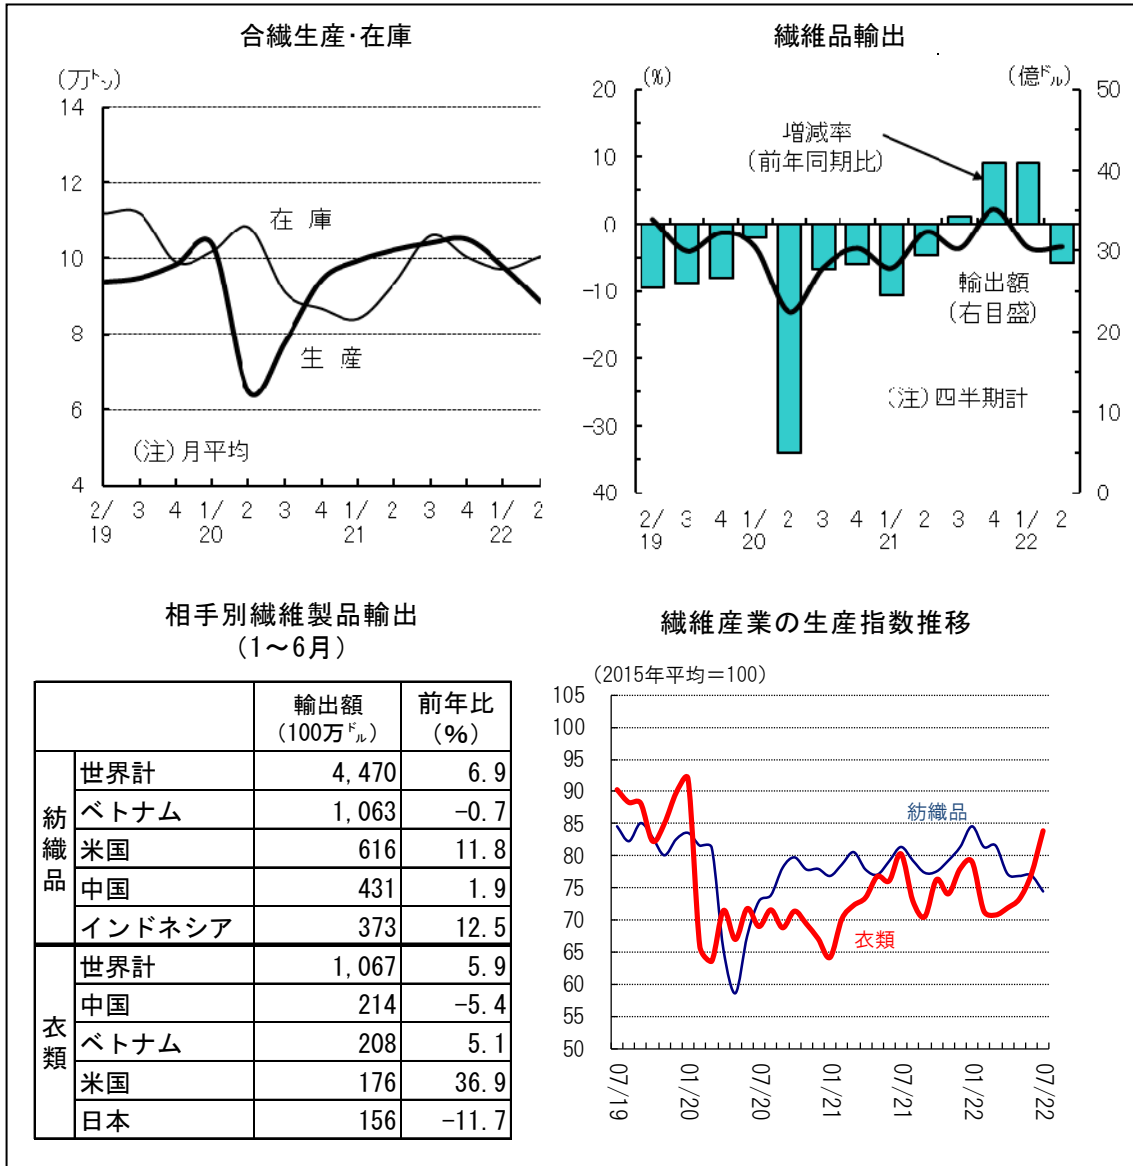 合繊生産･在庫
(万㌧)
14
12
10
8
6
4
在 庫
生 産
(注)月平均
2/19 3 4 1/20 2 3 4 1/21 2 3 4 1/22 2
繊維品輸出
(%)
(億㌦)
20
10
0
-10
-20
-30
-40
50
40
30
20
10
0
増減率
(前年同期比)
輸出額
(右目盛)
(注)四半期計
2/19 3 4 1/20 2 3 4 1/21 2 3 4 1/22 2
相手別繊維製品輸出
(1～6月)
輸出額 前年比
(100万㌦) (%)
紡織品
世界計 4,470 6.9
ベトナム 1,063 -0.7
米国 616 11.8
中国 431 1.9
インドネシア 373 12.5
衣類
世界計 1,067 5.9
中国 214 -5.4
ベトナム 208 5.1
米国 176 36.9
日本 156 -11.7
繊維産業の生産指数推移
(2015年平均＝100)
105
100
95
90
85
80
75
70
65
60
55
50
紡織品
衣類
07/19 01/20 07/20 01/21 07/21 01/22 07/22